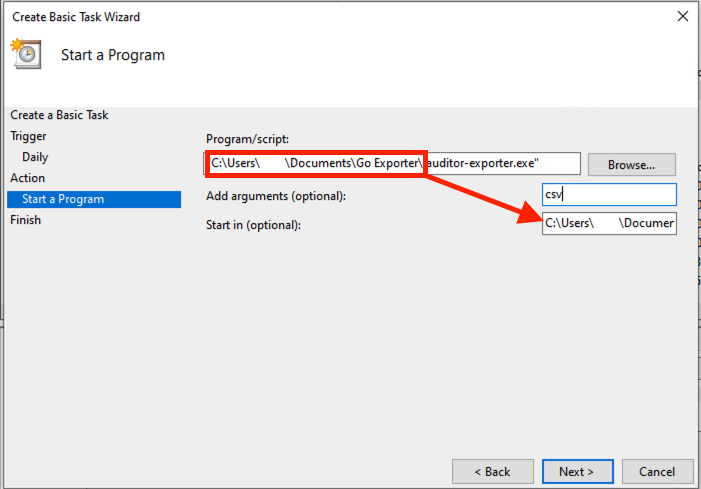 Create Basic Task Wizard
Start a Program
Create a Basic Task
Trigger
Daily
Action
Start a Program
Finish
Program/script:
"C:\Users\ \Documents\Go Exporter\auditor-exporter.exe"
Browse...
Add arguments (optional):
csv
Start in (optional):
C:\Users\ \Documer
< Back
Next >
Cancel